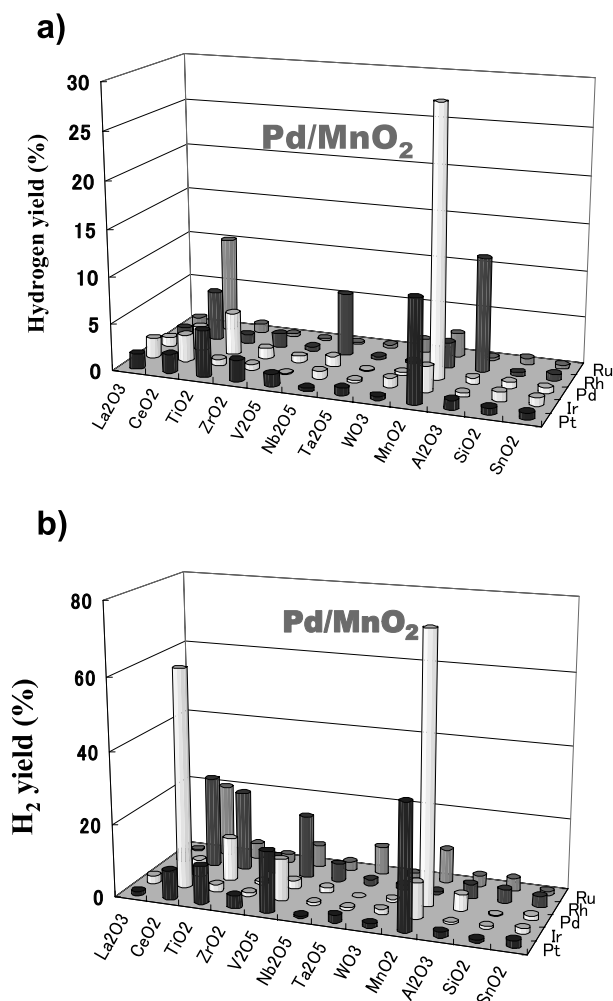 a)
30
25
20
15
10
5
0
Hydrogen yield (%)
Pd/MnO2
La2O3
CeO2
TiO2
ZrO2
V2O5
Nb2O5
Ta2O5
WO3
MnO2
Al2O3
SiO2
SnO2
Ru
Rh
Pd
Ir
Pt
b)
80
60
40
20
0
H2 yield (%)
Pd/MnO2
La2O3
CeO2
TiO2
ZrO2
V2O5
Nb2O5
Ta2O5
WO3
MnO2
Al2O3
SiO2
SnO2
Ru
Rh
Pd
Ir
Pt